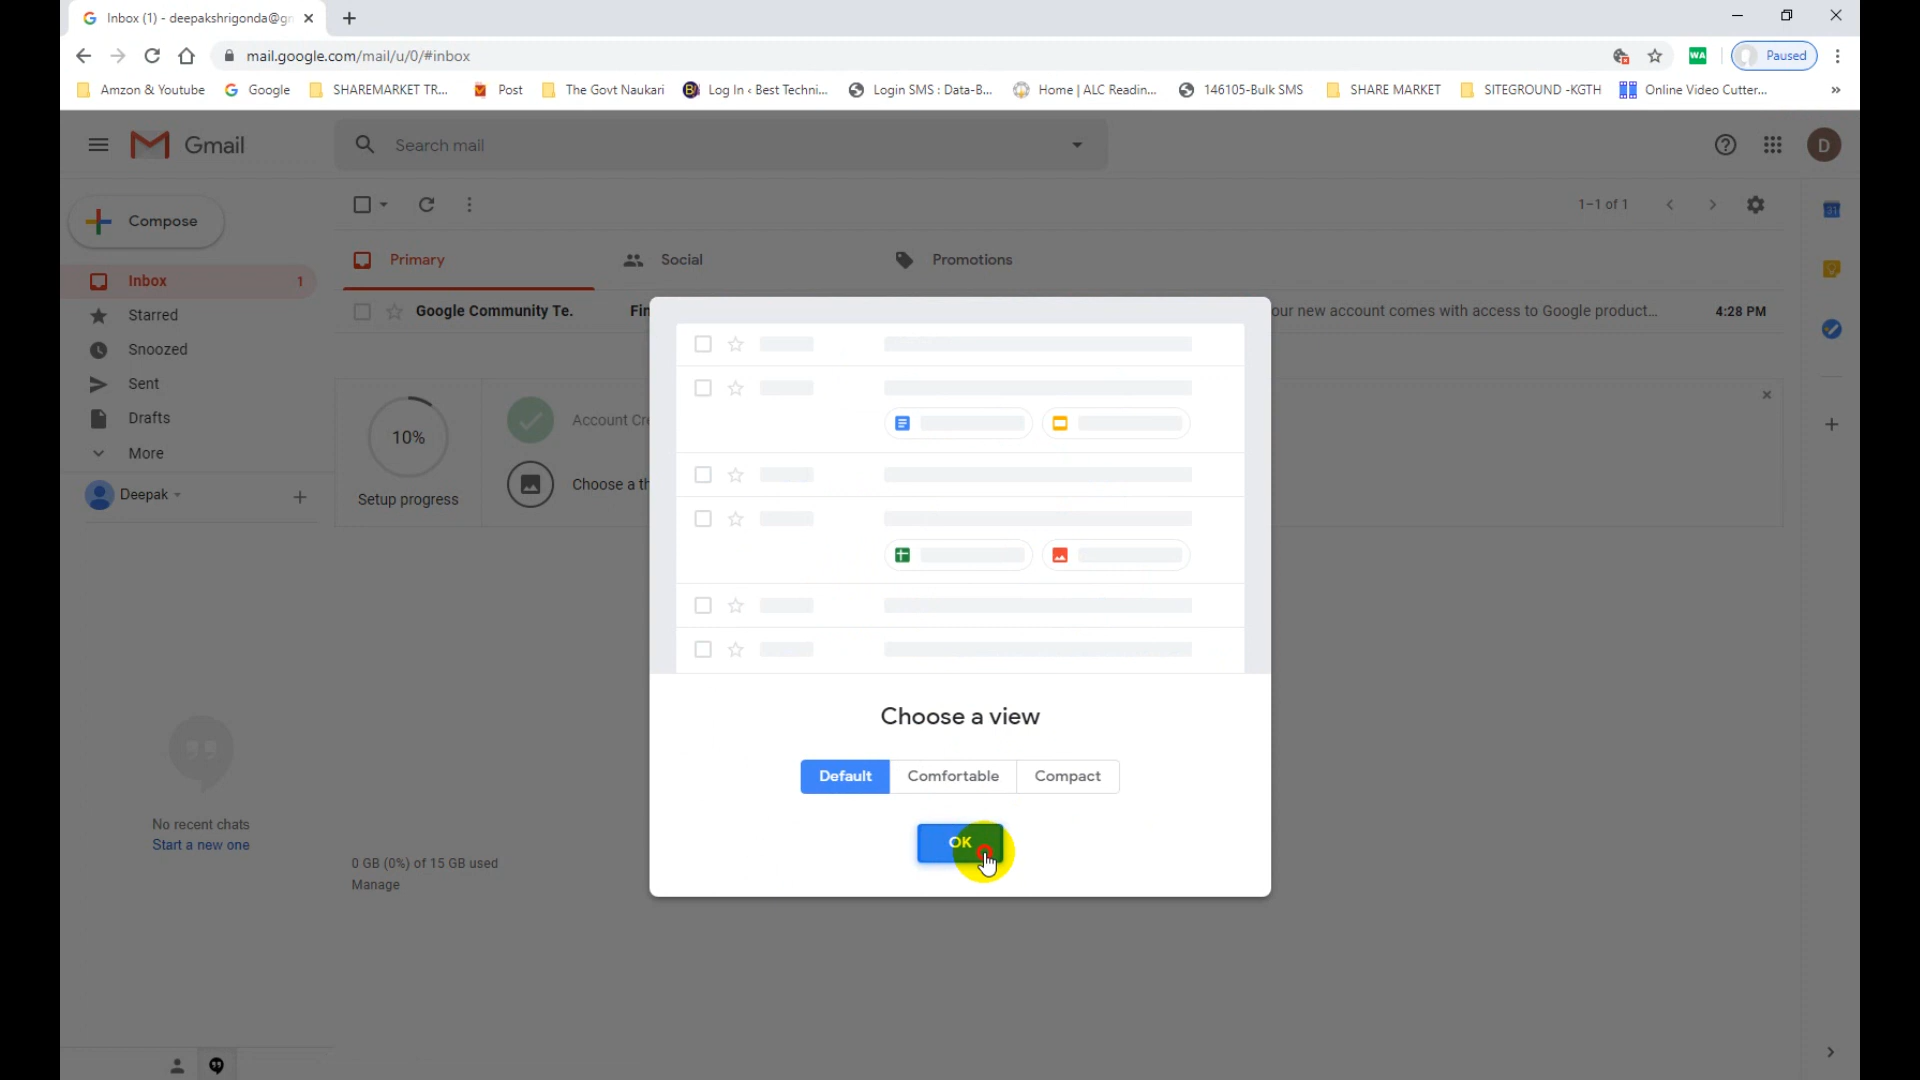 Inbox (1) - deepakshrigonda@gr
mail.google.com/mail/u/0/#inbox
WA
Paused
Amzon & Youtube
Google
SHAREMARKET TR...
Post
The Govt Naukari
Log In ‹ Best Techni...
Login SMS : Data-B...
Home | ALC Readin...
146105-Bulk SMS
SHARE MARKET
SITEGROUND -KGTH
Online Video Cutter...
»
Gmail
Search mail
D
Compose
1–1 of 1
31
Primary
Social
Promotions
Inbox
1
Starred
Snoozed
Sent
Drafts
More
Deepak
Google Community Te.
Fin
our new account comes with access to Google product...
4:28 PM
10%
Setup progress
Account Cre
Choose a th
Choose a view
Default
Comfortable
Compact
OK
No recent chats
Start a new one
0 GB (0%) of 15 GB used
Manage